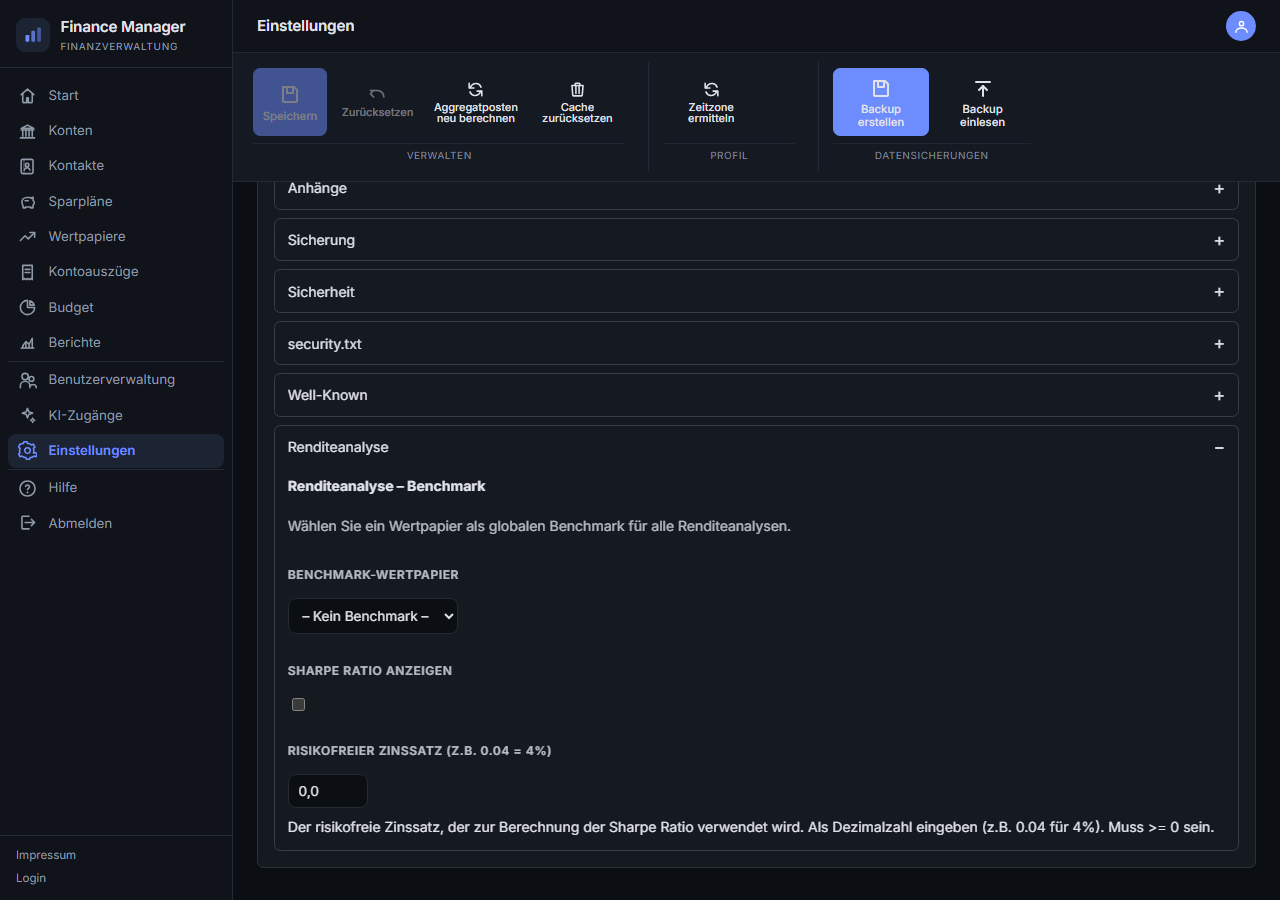 Finance Manager
FINANZVERWALTUNG
Start
Konten
Kontakte
Sparpläne
Wertpapiere
Kontoauszüge
Budget
Berichte
Benutzerverwaltung
KI-Zugänge
Einstellungen
Hilfe
Abmelden
Impressum
Login
Einstellungen
Speichern
Zurücksetzen
Aggregatposten
neu berechnen
Cache
zurücksetzen
VERWALTEN
Zeitzone
ermitteln
PROFIL
Backup
erstellen
Backup
einlesen
DATENSICHERUNGEN
Anhänge +
Sicherung +
Sicherheit +
security.txt +
Well-Known +
Renditeanalyse –
Renditeanalyse – Benchmark
Wählen Sie ein Wertpapier als globalen Benchmark für alle Renditeanalysen.
BENCHMARK-WERTPAPIER
– Kein Benchmark –
SHARPE RATIO ANZEIGEN
RISIKOFREIER ZINSSATZ (Z.B. 0.04 = 4%)
0,0
Der risikofreie Zinssatz, der zur Berechnung der Sharpe Ratio verwendet wird. Als Dezimalzahl eingeben (z.B. 0.04 für 4%). Muss >= 0 sein.